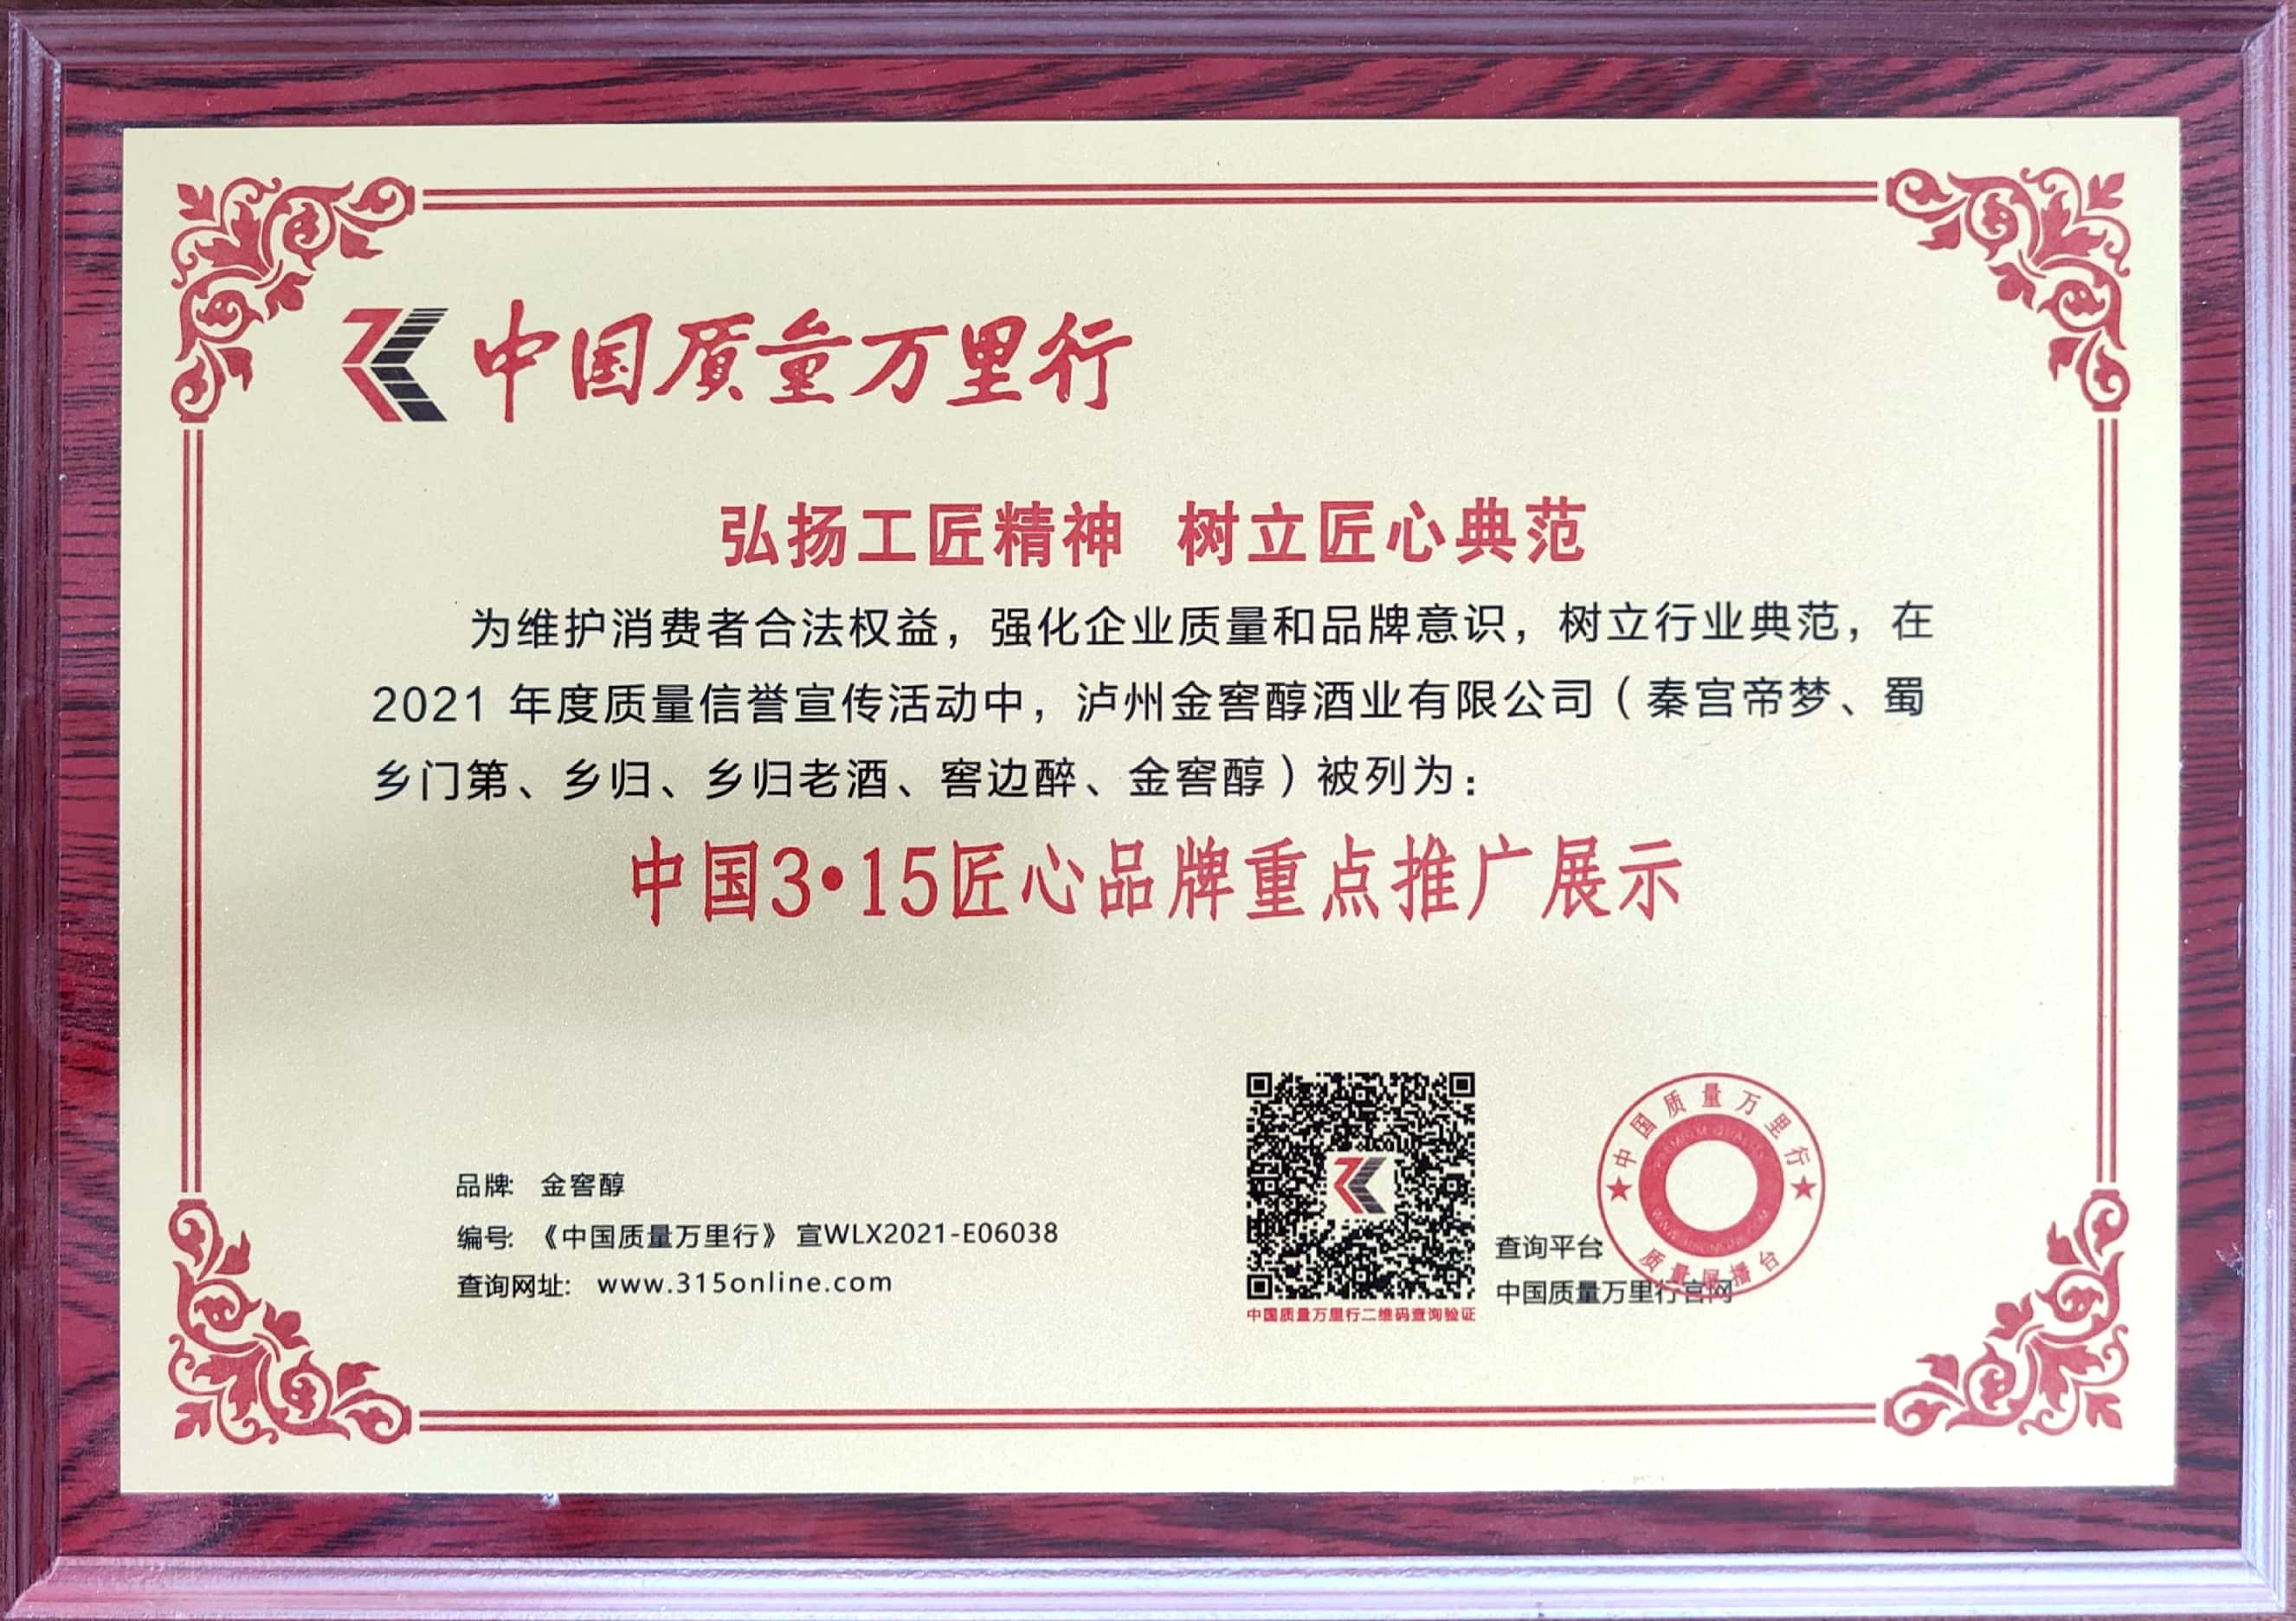 中国质量万里行
弘扬工匠精神 树立匠心典范
为维护消费者合法权益，强化企业质量和品牌意识，树立行业典范，在
2021 年度质量信誉宣传活动中，泸州金窖醇酒业有限公司（秦宫帝梦、蜀
乡门第、乡归、乡归老酒、窖边醉、金窖醇）被列为：
中国3•15匠心品牌重点推广展示
品牌: 金窖醇
编号: 《中国质量万里行》 宣WLX2021-E06038
查询网址: www.315online.com
中国质量万里行二维码查询验证
查询平台:
中国质量万里行官网
中国质量万里行
质量展播台